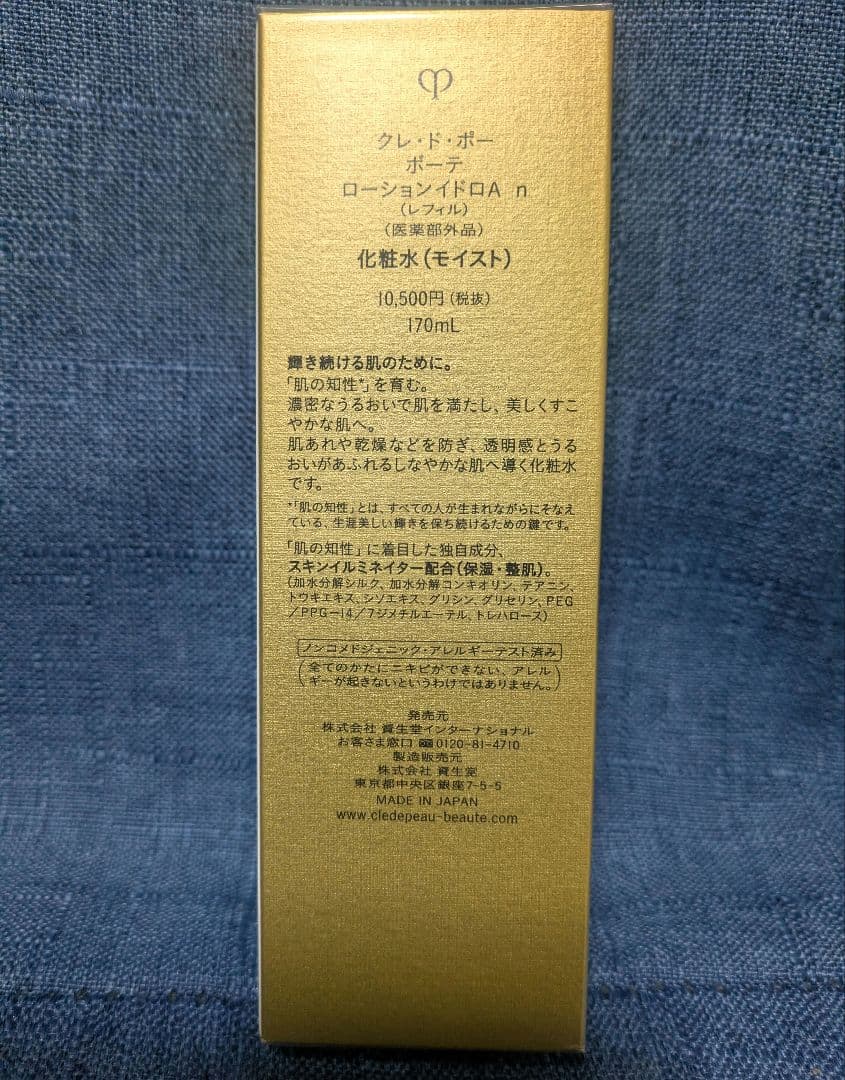 クレ・ド・ポー
ボーテ
ローションイドロA n
(レフィル)
(医薬部外品)
化粧水(モイスト)
10,500円(税抜)
170mL
輝き続ける肌のために。
「肌の知性*」を育む。
濃密なうるおいで肌を満たし、美しくすこ
やかな肌へ。
肌あれや乾燥などを防ぎ、透明感とうる
おいがあふれるしなやかな肌へ導く化粧水
です。
*「肌の知性」とは、すべての人が生まれながらにそなえ
ている、生涯美しい輝きを保ち続けるための鍵です。
「肌の知性」に着目した独自成分、
スキンイルミネイター配合(保湿・整肌)。
(加水分解シルク、加水分解コンキオリン、テアニン、
トウキエキス、シソエキス、グリシン、グリセリン、PEG
/PPG-14/7ジメチルエーテル、トレハロース)
ノンコメドジェニック・アレルギーテスト済み
(全てのかたにニキビができない、アレル
ギーが起きないというわけではありません。)
発売元
株式会社 資生堂インターナショナル
お客さま窓口 0120-81-4710
製造販売元
株式会社 資生堂
東京都中央区銀座7-5-5
MADE IN JAPAN
www.cledepeau-beaute.com